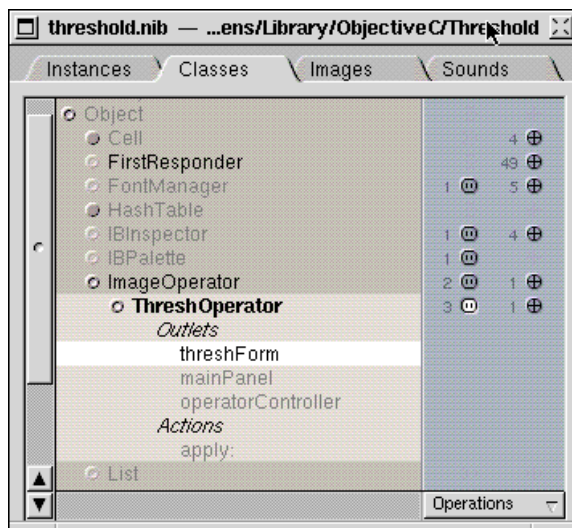 threshold.nib — ...ens/Library/ObjectiveC/Threshold
Instances Classes Images Sounds
Object
Cell 4
FirstResponder 49
FontManager 1 5
HashTable
IBInspector 1 4
IBPalette 1
ImageOperator 2 1
ThreshOperator 3 1
Outlets
threshForm
mainPanel
operatorController
Actions
apply:
List
Operations